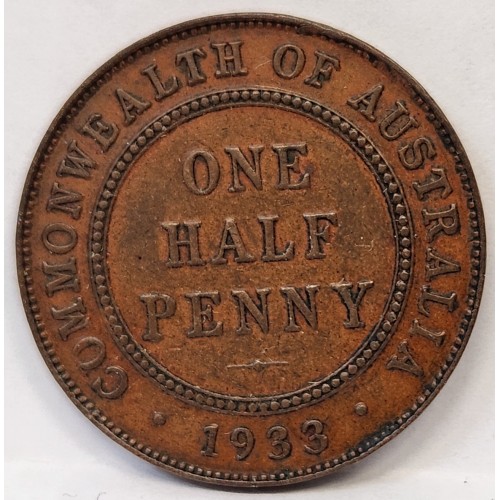 COMMONWEALTH OF AUSTRALIA
ONE
HALF
PENNY
· 1933 ·